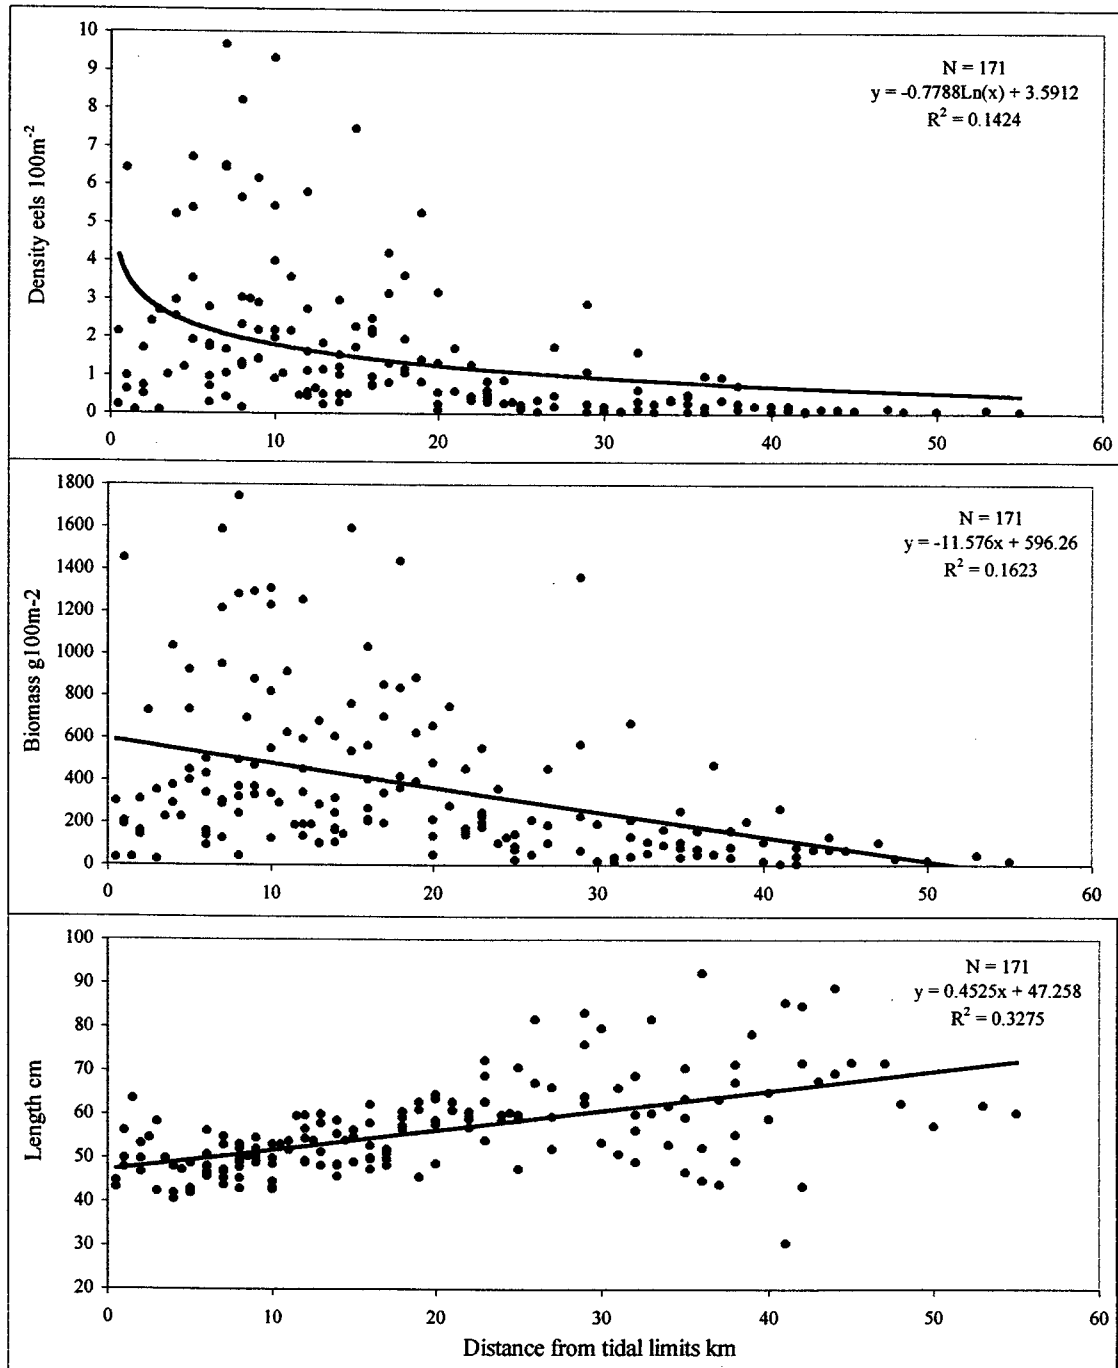 10
9
8
7
6
5
4
3
2
1
0
Density eels 100m⁻²
N = 171
y = -0.7788Ln(x) + 3.5912
R² = 0.1424
0 10 20 30 40 50 60
1800
1600
1400
1200
1000
800
600
400
200
0
Biomass g100m-2
N = 171
y = -11.576x + 596.26
R² = 0.1623
0 10 20 30 40 50 60
100
90
80
70
60
50
40
30
20
Length cm
N = 171
y = 0.4525x + 47.258
R² = 0.3275
0 10 20 30 40 50 60
Distance from tidal limits km